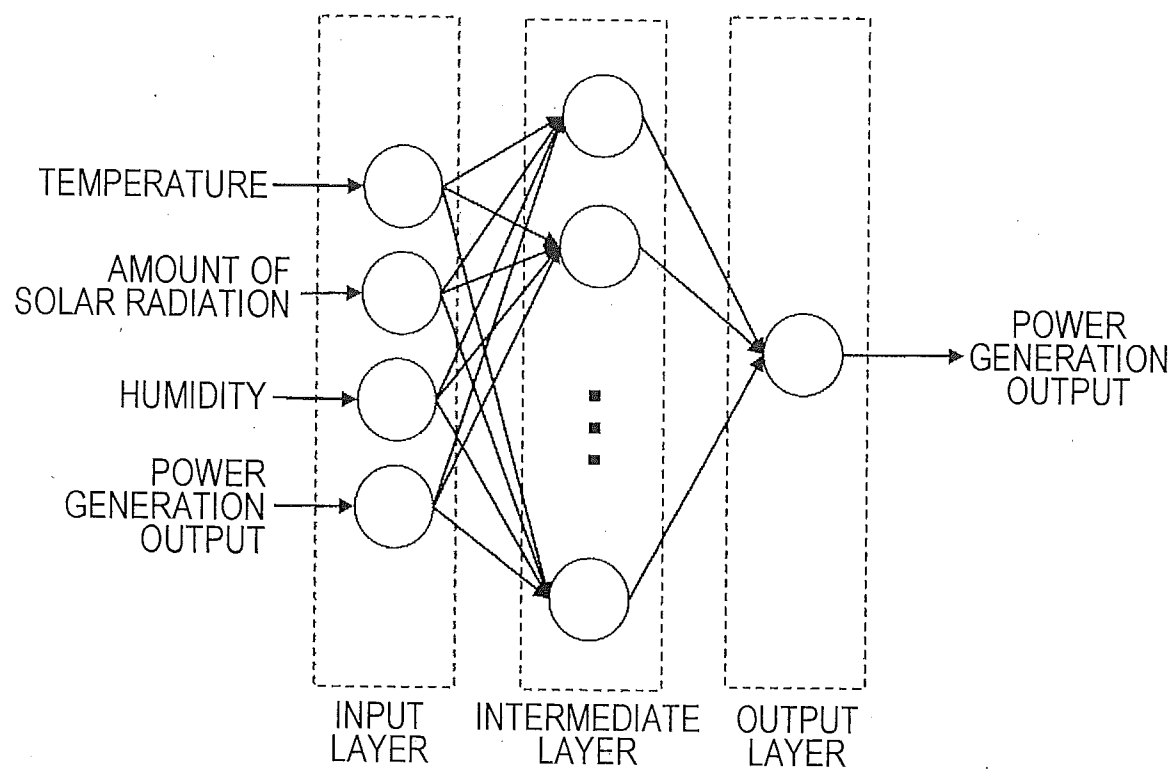 TEMPERATURE
AMOUNT OF
SOLAR RADIATION
HUMIDITY
POWER
GENERATION
OUTPUT
POWER
GENERATION
OUTPUT
INPUT
LAYER
INTERMEDIATE
LAYER
OUTPUT
LAYER